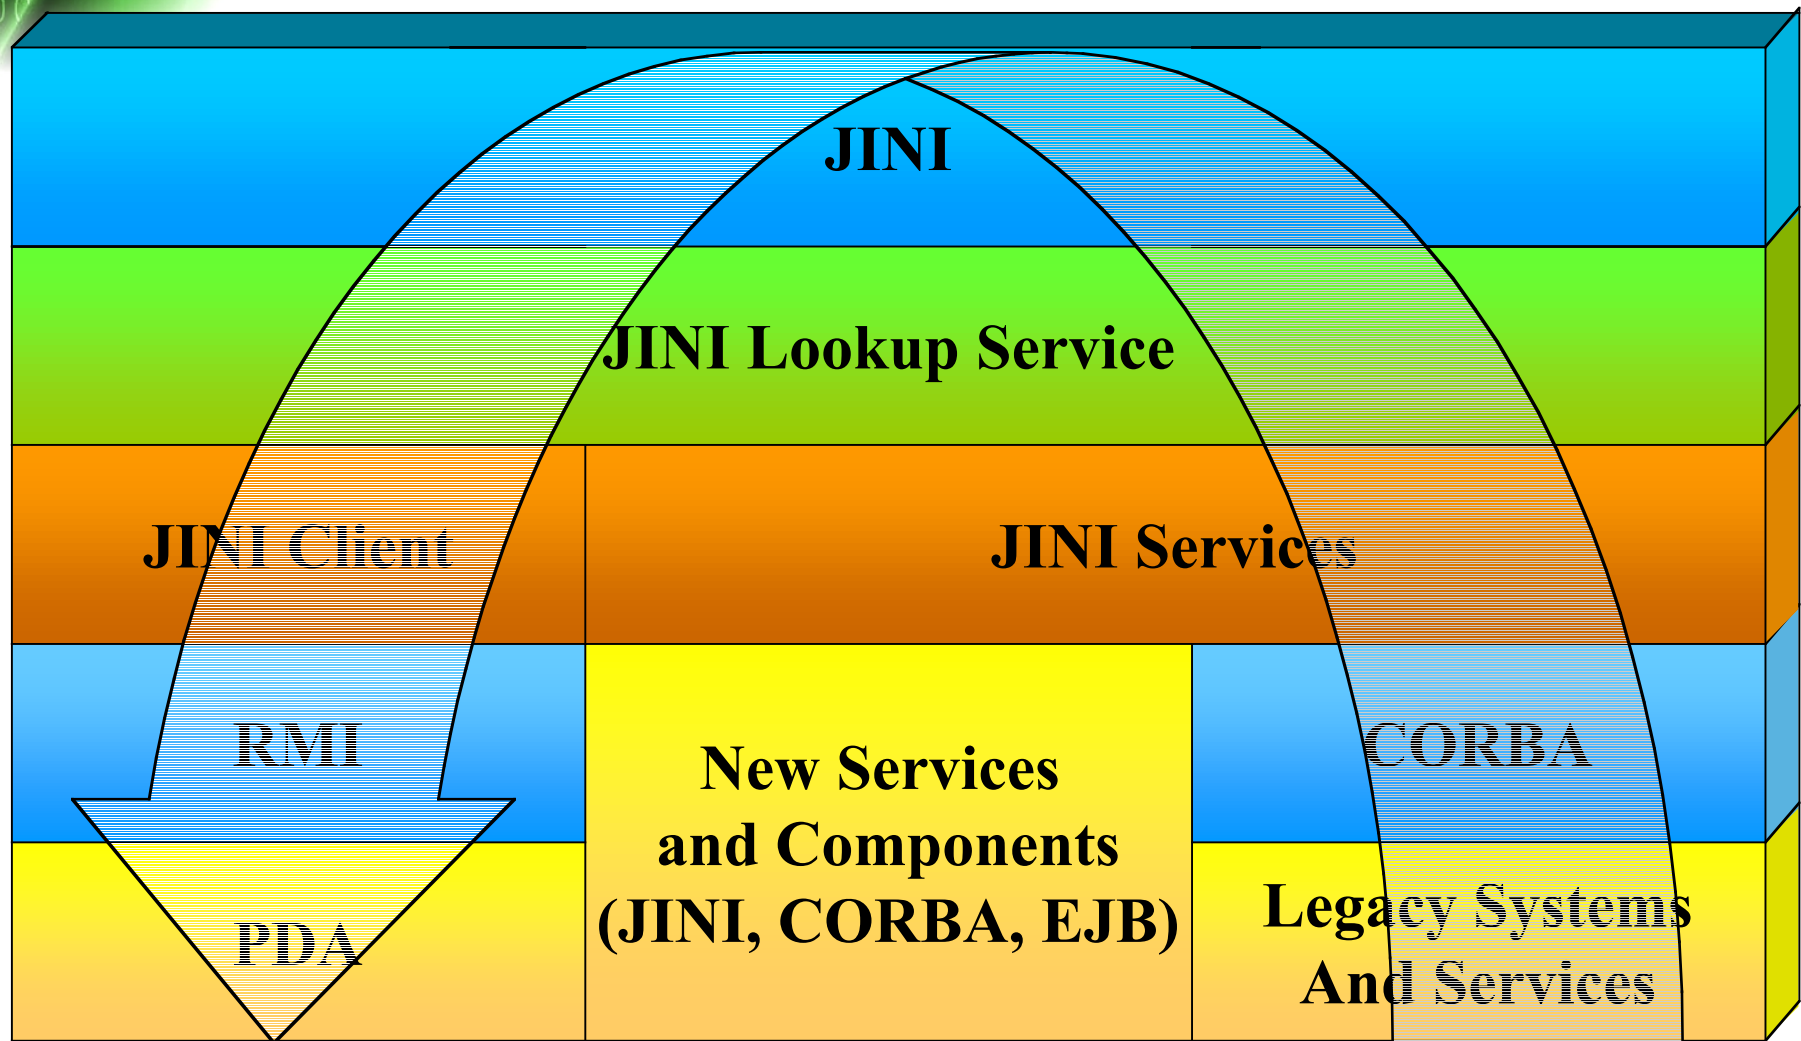 JINI
JINI Lookup Service
JINI Client
JINI Services
RMI
PDA
New Services
and Components
(JINI, CORBA, EJB)
CORBA
Legacy Systems
And Services